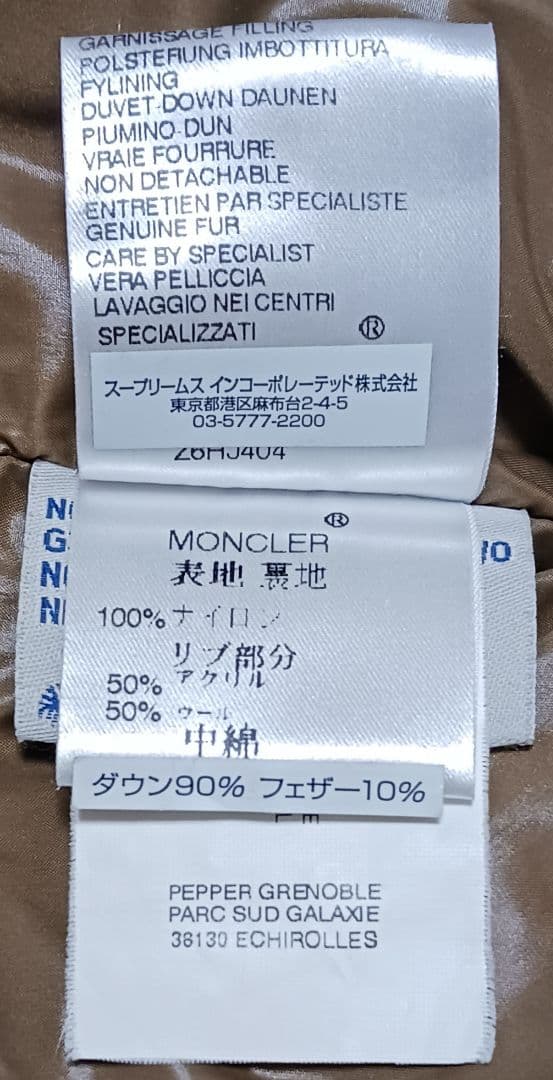 GARNISSAGE FILLING
POLSTERUNG IMBOTTITURA
FYLINING
DUVET-DOWN DAUNEN
PIUMINO-DUN
VRAIE FOURRURE
NON DETACHABLE
ENTRETIEN PAR SPECIALISTE
GENUINE FUR
CARE BY SPECIALIST
VERA PELLICCIA
LAVAGGIO NEI CENTRI
SPECIALIZZATI ®
スープリームス インコーポレーテッド株式会社
東京都港区麻布台2-4-5
03-5777-2200
Z6HJ404
MONCLER ®
表地 裏地
100% ナイロン
リブ部分
50% アクリル
50% ウール
中綿
ダウン90% フェザー10%
PEPPER GRENOBLE
PARC SUD GALAXIE
38130 ECHIROLLES